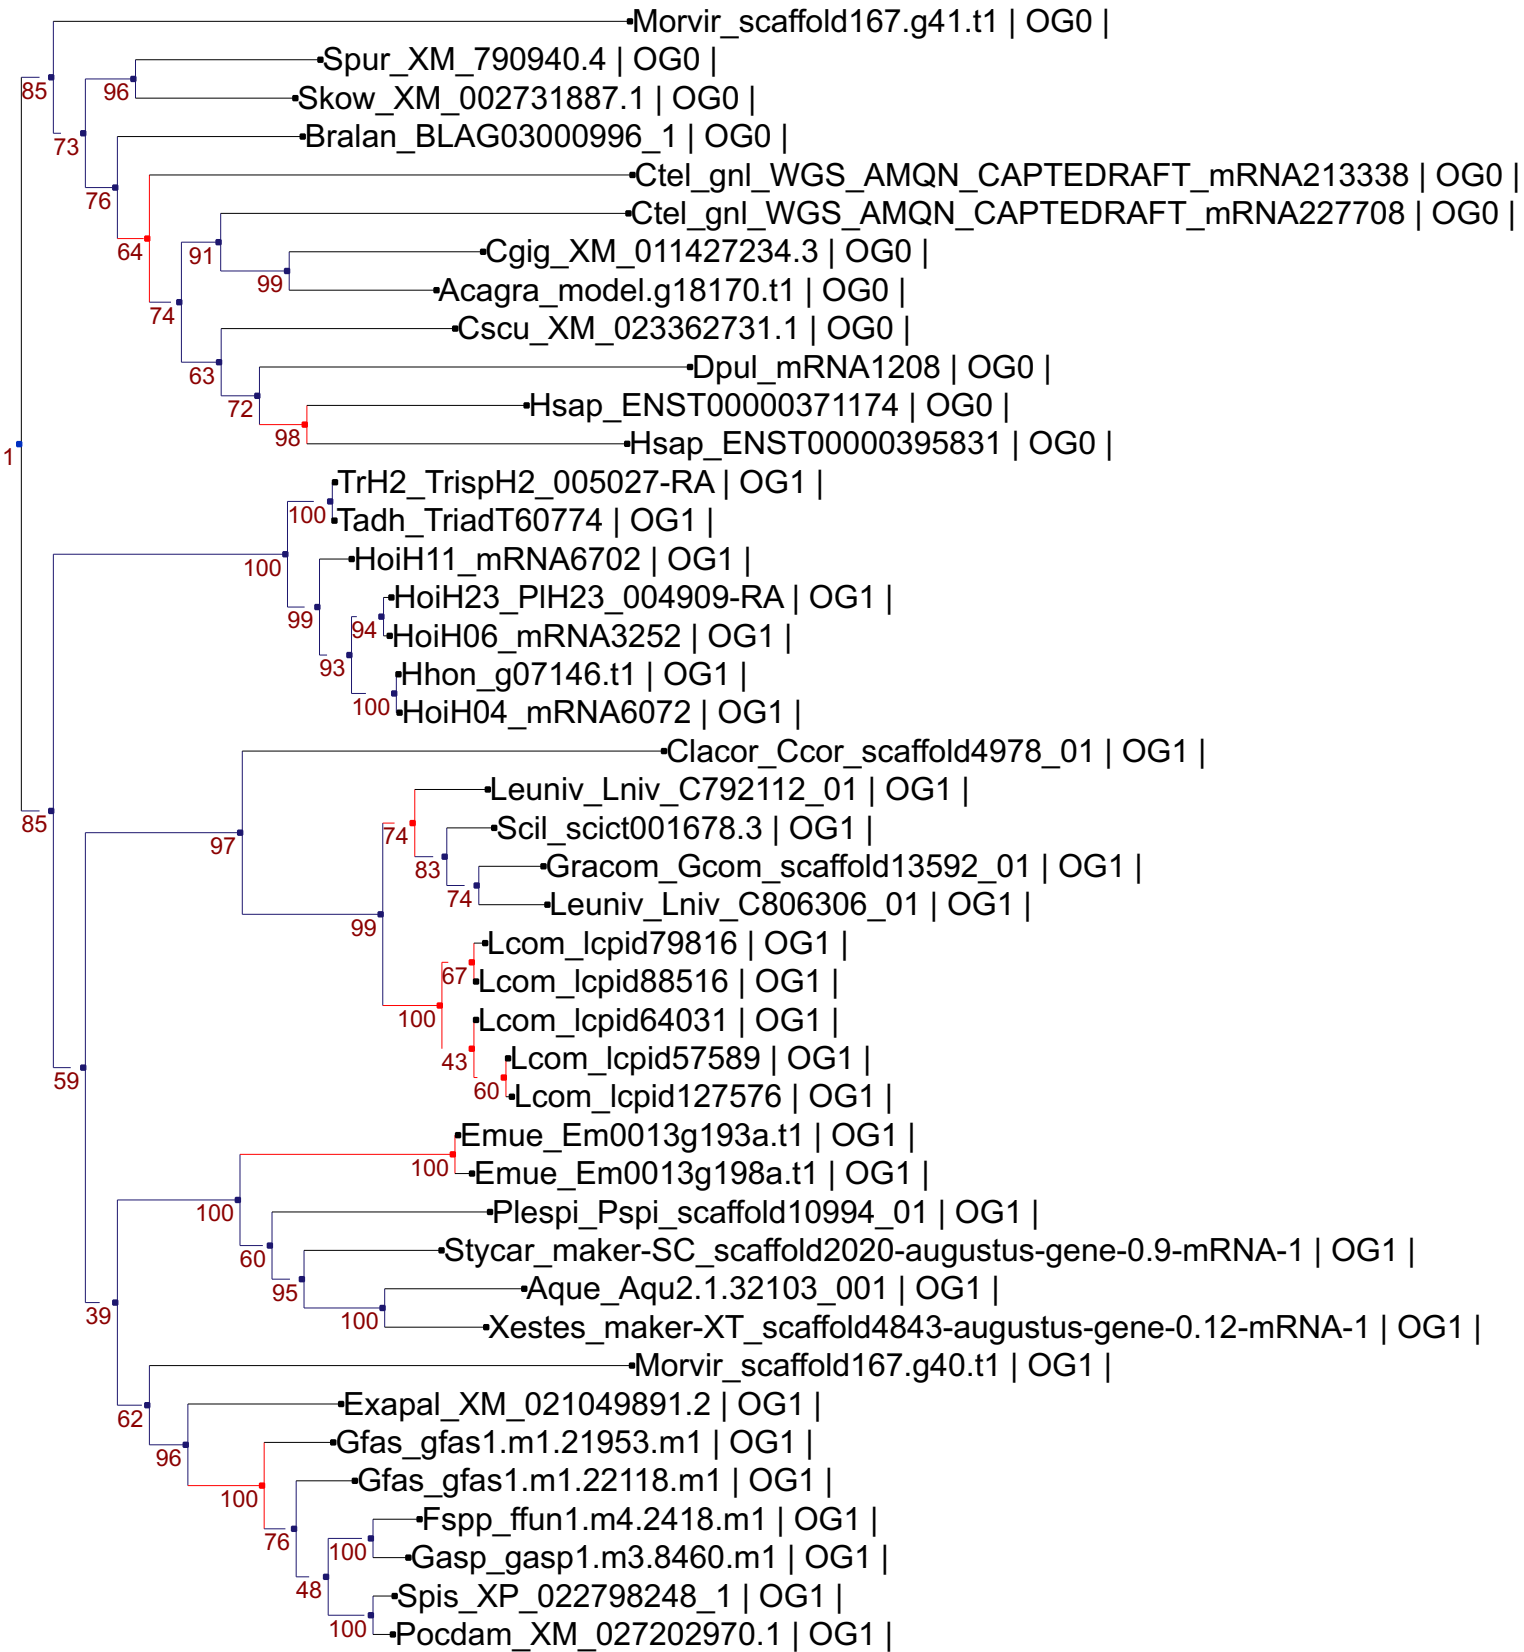 Morvir_scaffold167.g41.t1 | OG0 |
Spur_XM_790940.4 | OG0 |
85
96
Skow_XM_002731887.1 | OG0 |
Bralan_BLAG03000996_1 | OG0 |
73
Ctel_gnl_WGS_AMQN_CAPTEDRAFT_mRNA213338 | OG0 |
76
Ctel_gnl_WGS_AMQN_CAPTEDRAFT_mRNA227708 | OG0 |
64
91
Cgig_XM_011427234.3 | OG0 |
99
Acagra_model.g18170.t1 | OG0 |
74
Cscu_XM_023362731.1 | OG0 |
63
Dpul_mRNA1208 | OG0 |
72
Hsap_ENST00000371174 | OG0 |
98
Hsap_ENST00000395831 | OG0 |
1
TrH2_TrispH2_005027-RA | OG1 |
100
Tadh_TriadT60774 | OG1 |
100
HoiH11_mRNA6702 | OG1 |
HoiH23_PlH23_004909-RA | OG1 |
99
94
HoiH06_mRNA3252 | OG1 |
93
Hhon_g07146.t1 | OG1 |
100
HoiH04_mRNA6072 | OG1 |
Clacor_Ccor_scaffold4978_01 | OG1 |
Leuniv_Lniv_C792112_01 | OG1 |
85
74
Scil_scict001678.3 | OG1 |
97
83
Gracom_Gcom_scaffold13592_01 | OG1 |
74
Leuniv_Lniv_C806306_01 | OG1 |
99
Lcom_lcpid79816 | OG1 |
67
Lcom_lcpid88516 | OG1 |
100
Lcom_lcpid64031 | OG1 |
43
Lcom_lcpid57589 | OG1 |
59
60
Lcom_lcpid127576 | OG1 |
Emue_Em0013g193a.t1 | OG1 |
100
Emue_Em0013g198a.t1 | OG1 |
100
Plespi_Pspi_scaffold10994_01 | OG1 |
60
Stycar_maker-SC_scaffold2020-augustus-gene-0.9-mRNA-1 | OG1 |
95
Aque_Aqu2.1.32103_001 | OG1 |
39
100
Xestes_maker-XT_scaffold4843-augustus-gene-0.12-mRNA-1 | OG1 |
Morvir_scaffold167.g40.t1 | OG1 |
62
Exapal_XM_021049891.2 | OG1 |
96
Gfas_gfas1.m1.21953.m1 | OG1 |
Gfas_gfas1.m1.22118.m1 | OG1 |
100
Fspp_ffun1.m4.2418.m1 | OG1 |
76
100
Gasp_gasp1.m3.8460.m1 | OG1 |
48
Spis_XP_022798248_1 | OG1 |
100
Pocdam_XM_027202970.1 | OG1 |